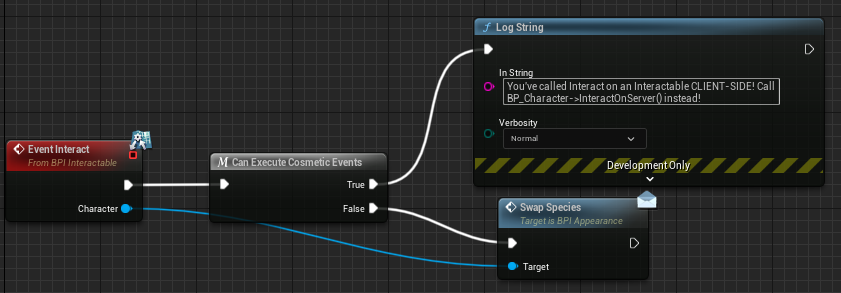 Log String
In String
You've called Interact on an Interactable CLIENT-SIDE! Call
BP_Character->InteractOnServer() instead!
Verbosity
Normal
Development Only
Event Interact
From BPI Interactable
Character
M Can Execute Cosmetic Events
True
False
Swap Species
Target is BPI Appearance
Target